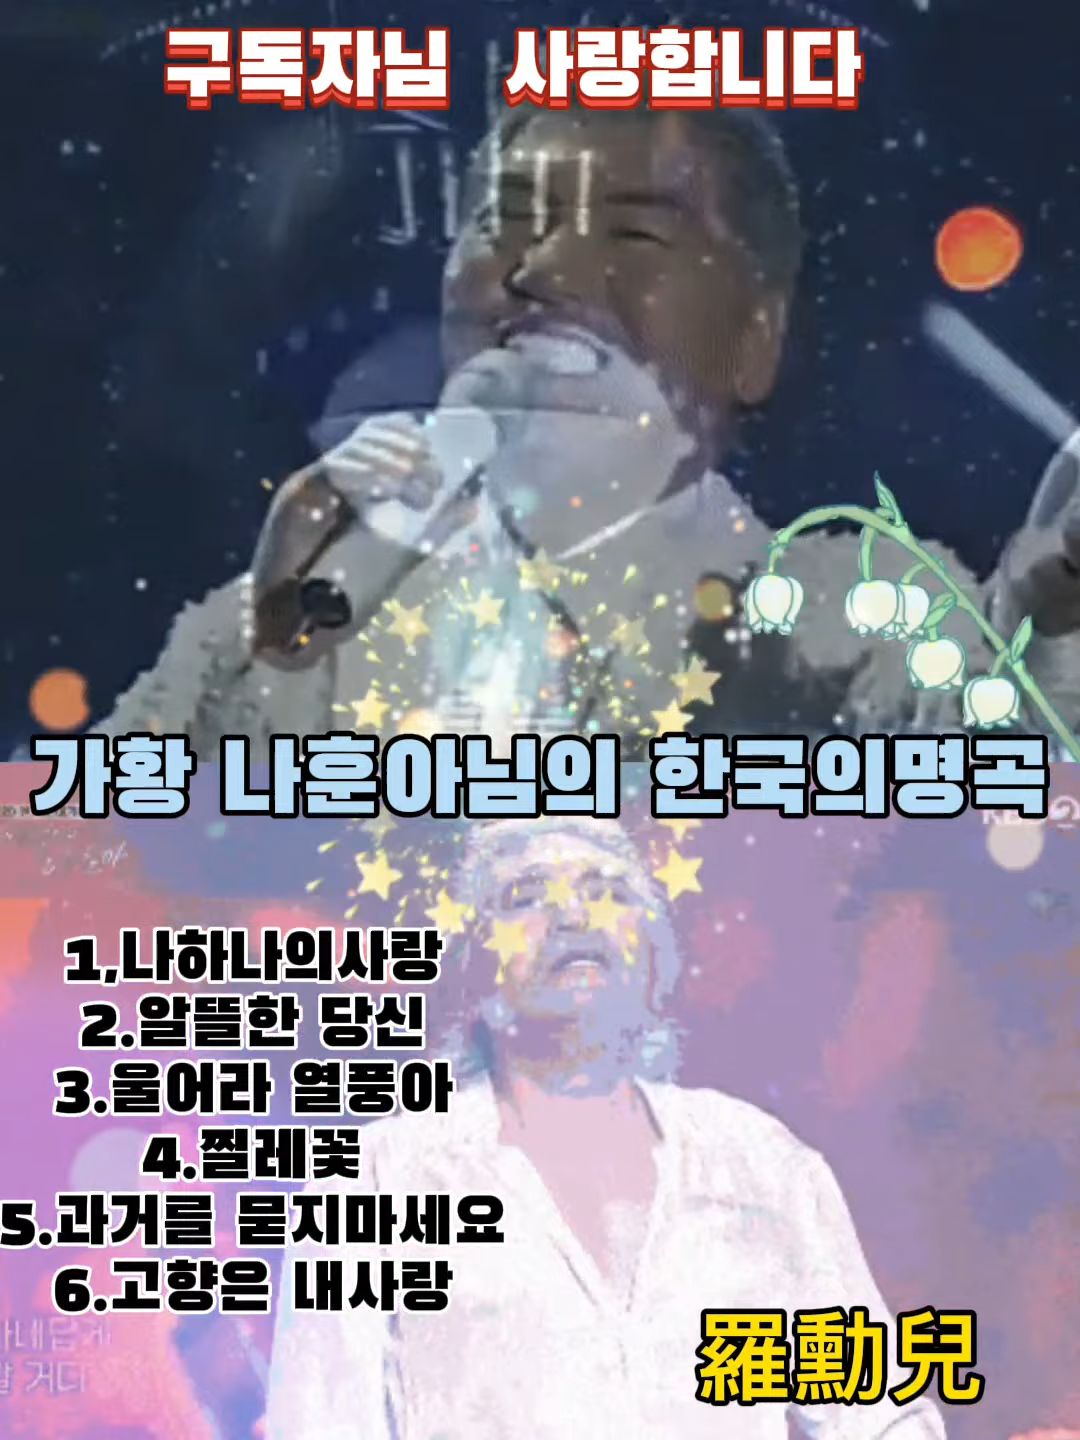 구독자님 사랑합니다
가황 나훈아님의 한국의명곡
1,나하나의사랑
2.알뜰한 당신
3.울어라 열풍아
4.찔레꽃
5.과거를 묻지마세요
6.고향은 내사랑
羅勳兒